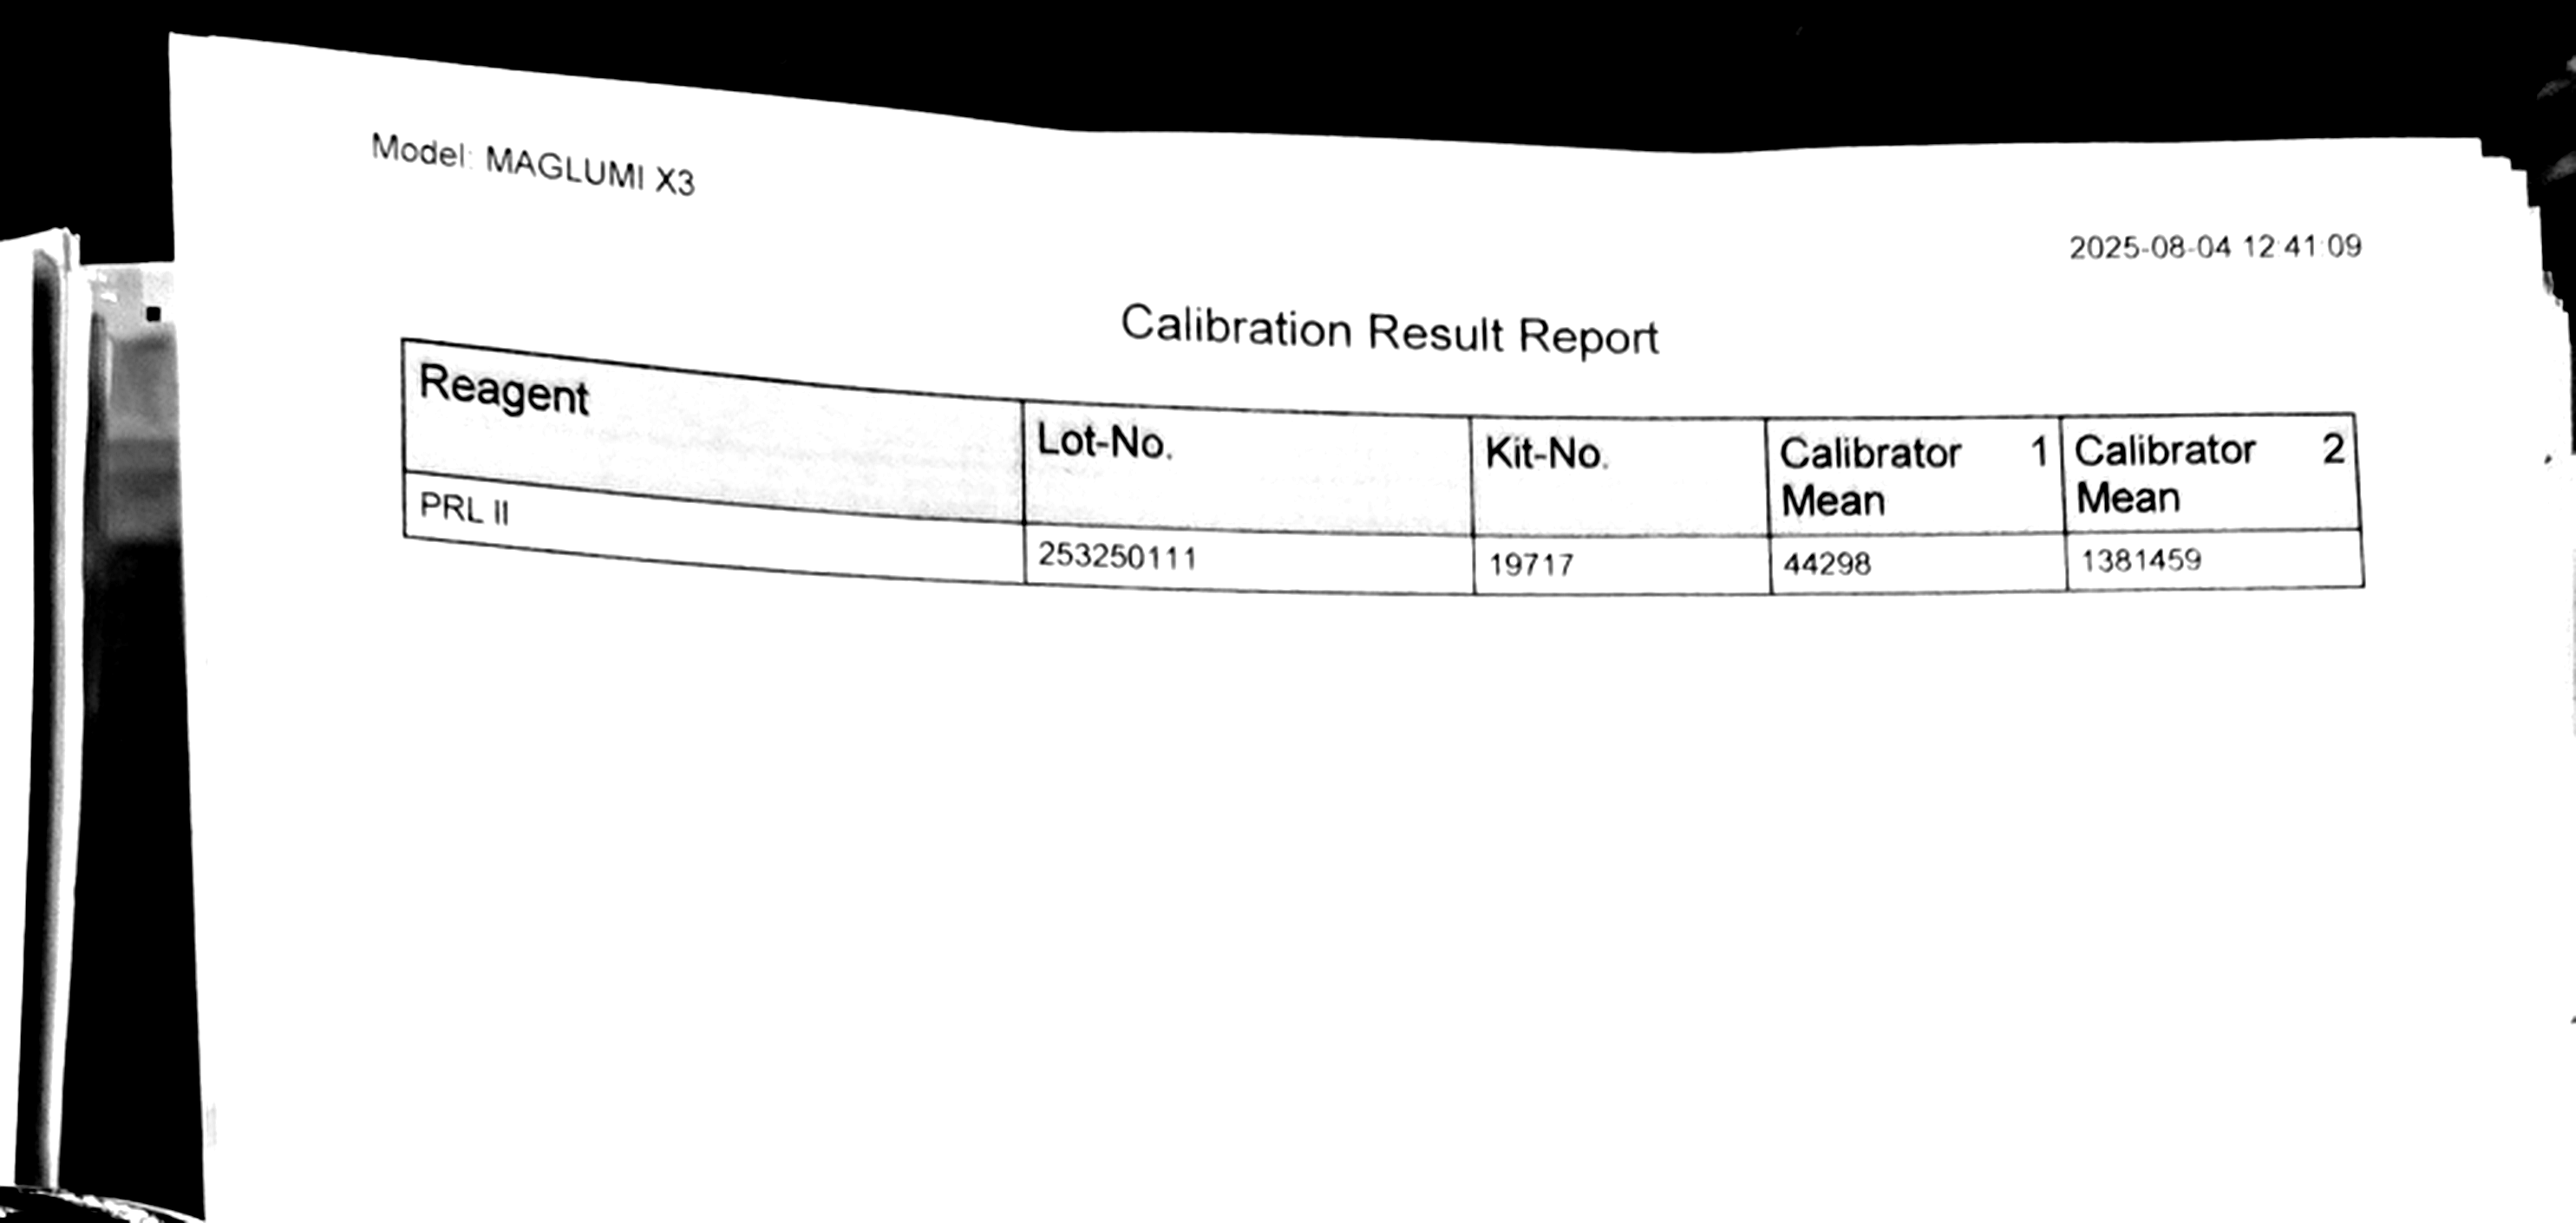 Model: MAGLUMI X3
2025-08-04 12:41:09
Calibration Result Report
Reagent Lot-No. Kit-No. Calibrator 1 Mean Calibrator 2 Mean
PRL II 253250111 19717 44298 1381459